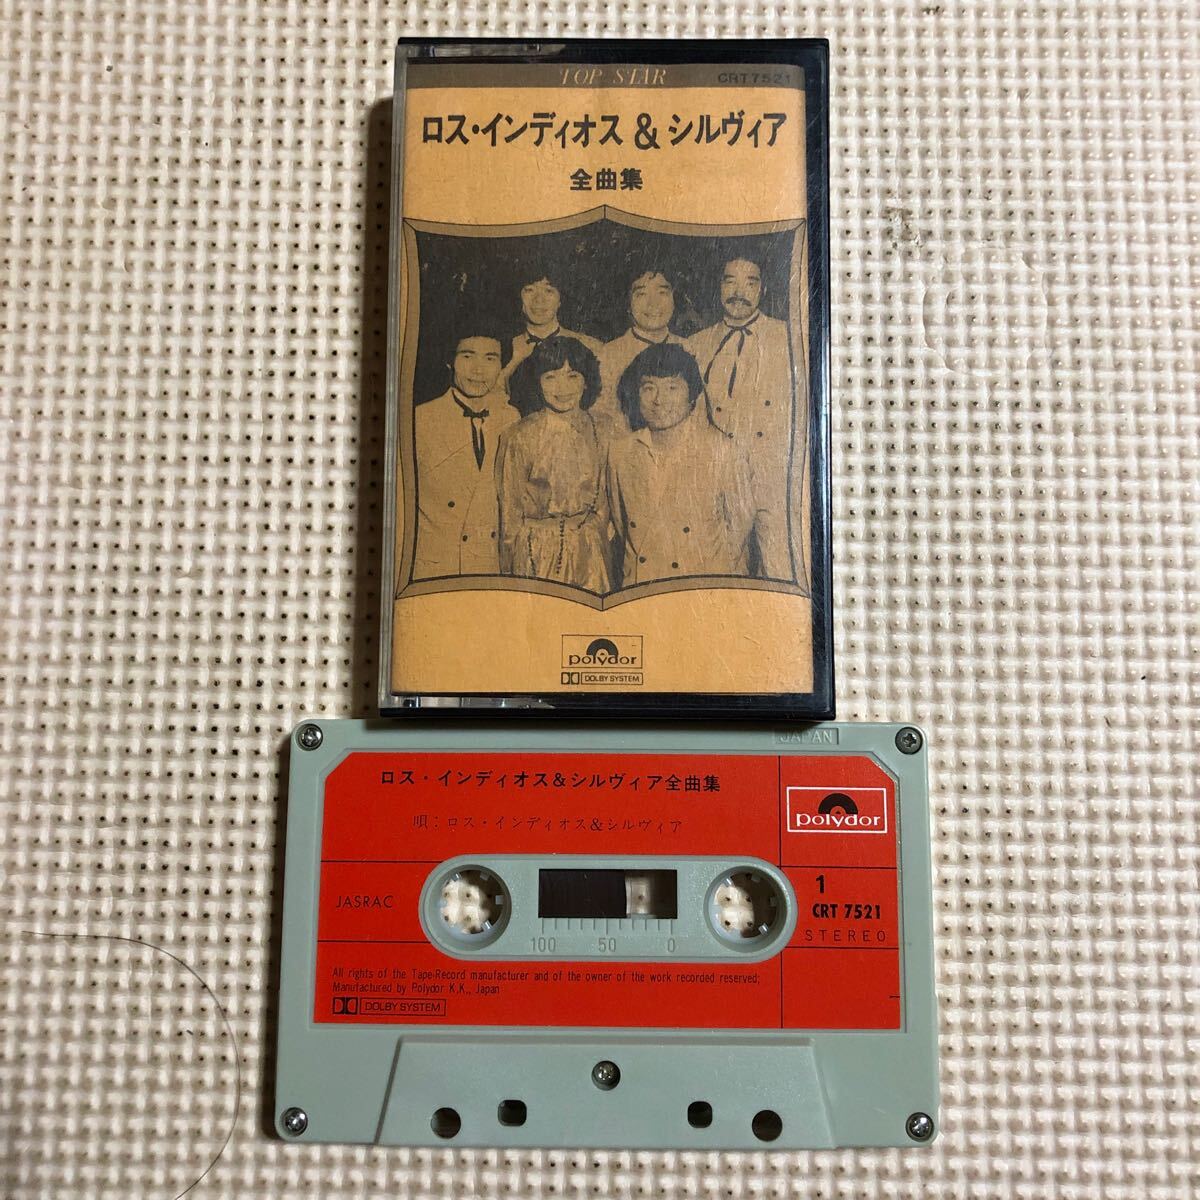 TOP STAR
CRT7521
ロス・インディオス & シルヴィア
全曲集
polydor
DOLBY SYSTEM
JAPAN
ロス・インディオス&シルヴィア全曲集
唄:ロス・インディオス&シルヴィア
polydor
JASRAC
1
CRT 7521
STEREO
100 50 0
All rights of the Tape-Record manufacturer and of the owner of the work recorded reserved;
Manufactured by Polydor K.K., Japan
DOLBY SYSTEM